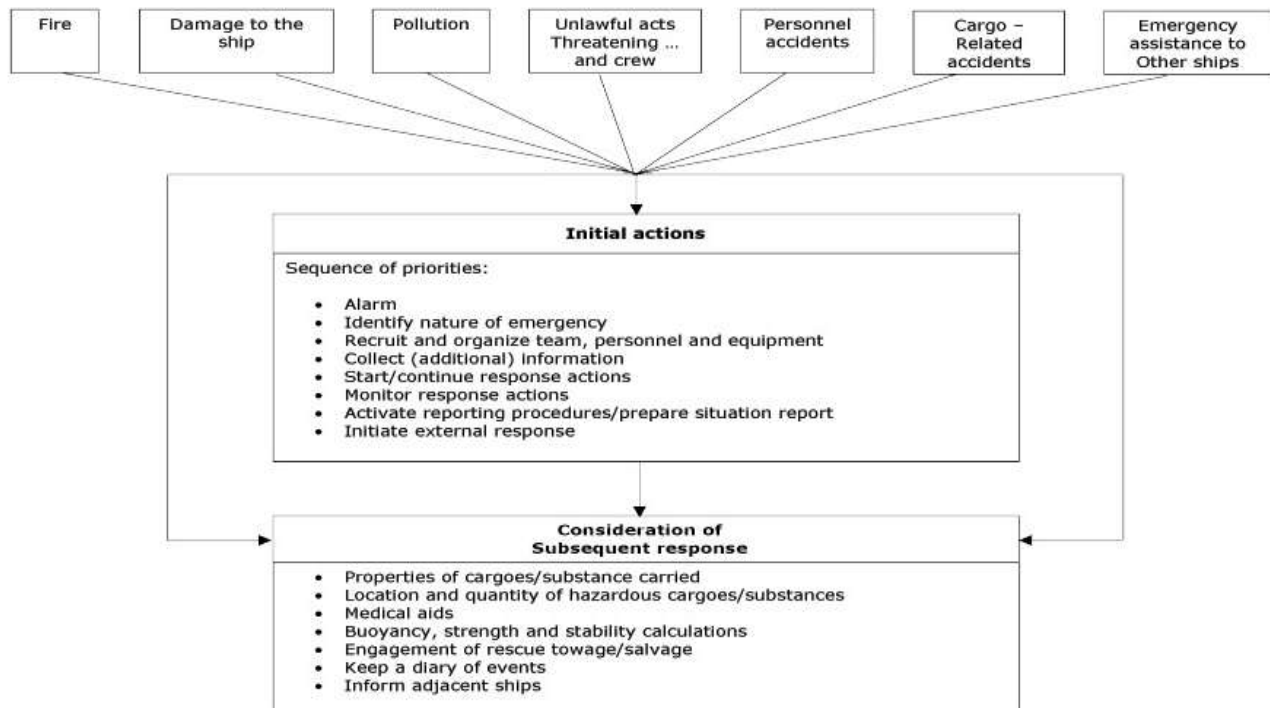 Fire
Damage to the
ship
Pollution
Unlawful acts
Threatening ...
and crew
Personnel
accidents
Cargo –
Related
accidents
Emergency
assistance to
Other ships
Initial actions
Sequence of priorities:
• Alarm
• Identify nature of emergency
• Recruit and organize team, personnel and equipment
• Collect (additional) information
• Start/continue response actions
• Monitor response actions
• Activate reporting procedures/prepare situation report
• Initiate external response
Consideration of
Subsequent response
• Properties of cargoes/substance carried
• Location and quantity of hazardous cargoes/substances
• Medical aids
• Buoyancy, strength and stability calculations
• Engagement of rescue towage/salvage
• Keep a diary of events
• Inform adjacent ships